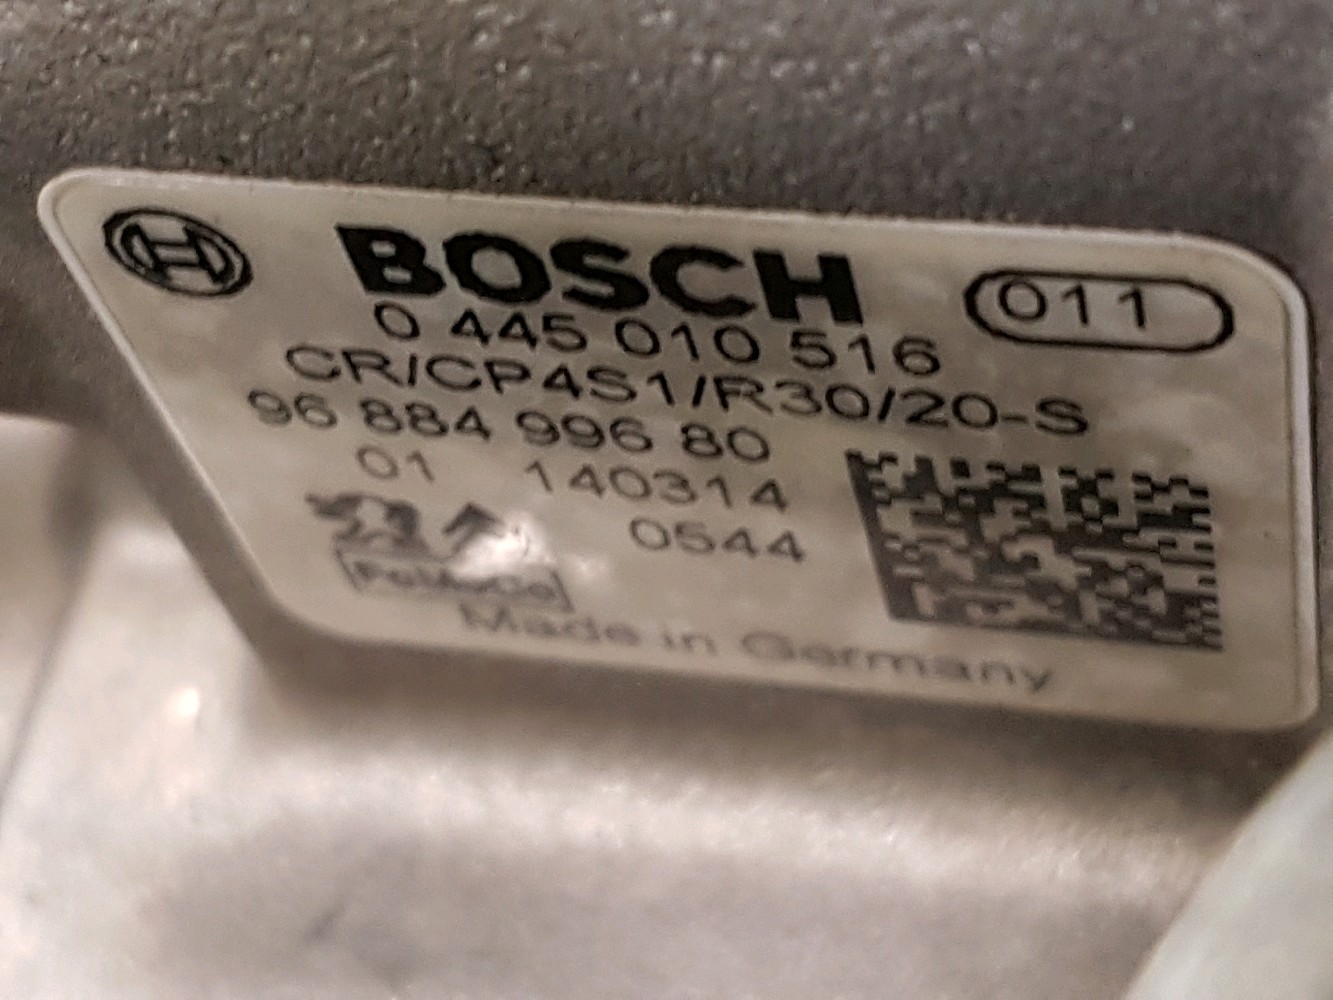 BOSCH
011
0 445 010 516
CR/CP4S1/R30/20-S
96 884 996 80
01 140314
0544
FoMoCo
Made in Germany